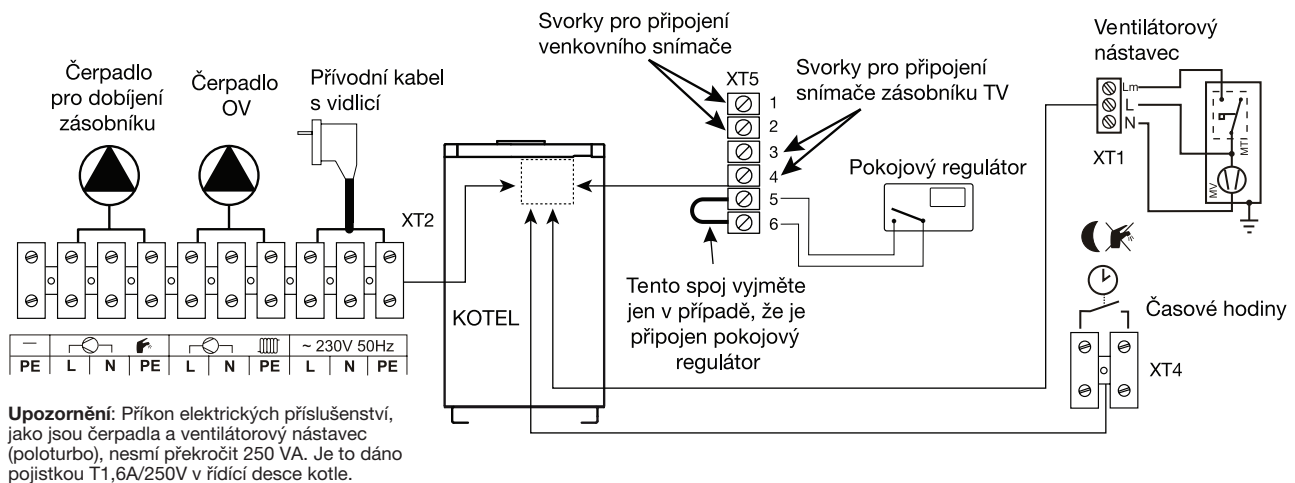 Svorky pro připojení
venkovního snímače
Ventilátorový
nástavec
Čerpadlo
pro dobíjení
zásobníku
Čerpadlo
OV
Přívodní kabel
s vidlicí
XT5
Svorky pro připojení
snímače zásobníku TV
1
2
3
4
5
6
Lm
L
N
MTI
MV
XT1
Pokojový regulátor
XT2
KOTEL
Tento spoj vyjměte
jen v případě, že je
připojen pokojový
regulátor
Časové hodiny
XT4
~ 230V 50Hz
PE L N PE L N PE L N PE
Upozornění: Příkon elektrických příslušenství,
jako jsou čerpadla a ventilátorový nástavec
(poloturbo), nesmí překročit 250 VA. Je to dáno
pojistkou T1,6A/250V v řídící desce kotle.